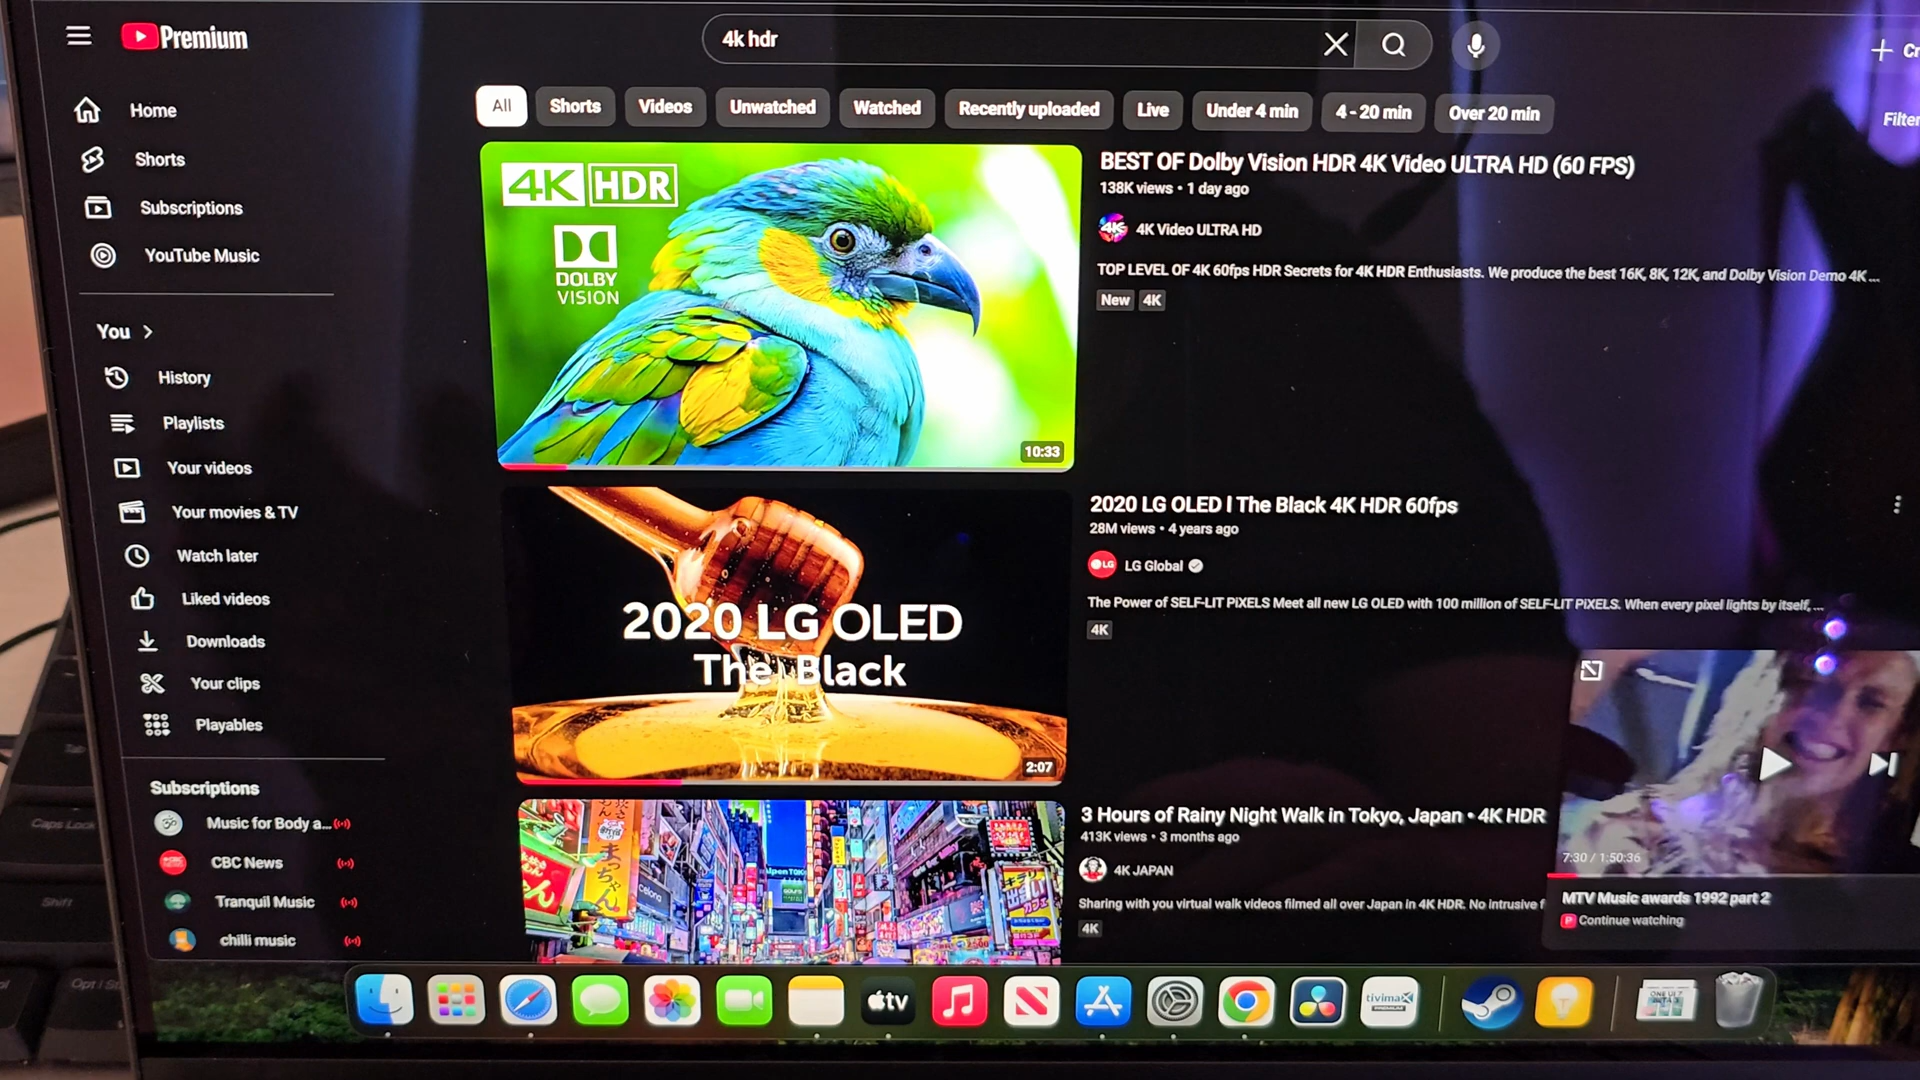 Premium
4k hdr
Cr
Home
Shorts
Subscriptions
YouTube Music
You
History
Playlists
Your videos
Your movies & TV
Watch later
Liked videos
Downloads
Your clips
Playables
Subscriptions
Music for Body a...
CBC News
Tranquil Music
chilli music
All
Shorts
Videos
Unwatched
Watched
Recently uploaded
Live
Under 4 min
4 - 20 min
Over 20 min
Filter
4K HDR
DOLBY
VISION
10:33
BEST OF Dolby Vision HDR 4K Video ULTRA HD (60 FPS)
138K views • 1 day ago
4K Video ULTRA HD
TOP LEVEL OF 4K 60fps HDR Secrets for 4K HDR Enthusiasts. We produce the best 16K, 8K, 12K, and Dolby Vision Demo 4K ...
New 4K
2020 LG OLED
The Black
2:07
2020 LG OLED l The Black 4K HDR 60fps
28M views • 4 years ago
LG Global
The Power of SELF-LIT PiXELS Meet all new LG OLED with 100 million of SELF-LIT PiXELS. When every pixel lights by itself, ...
4K
3 Hours of Rainy Night Walk in Tokyo, Japan • 4K HDR
413K views • 3 months ago
4K JAPAN
Sharing with you virtual walk videos filmed all over Japan in 4K HDR. No intrusive f
4K
7:30 / 1:50:36
MTV Music awards 1992 part 2
Continue watching
tv
tivimax
PREMIUM
Tab
Caps Lock
Shift